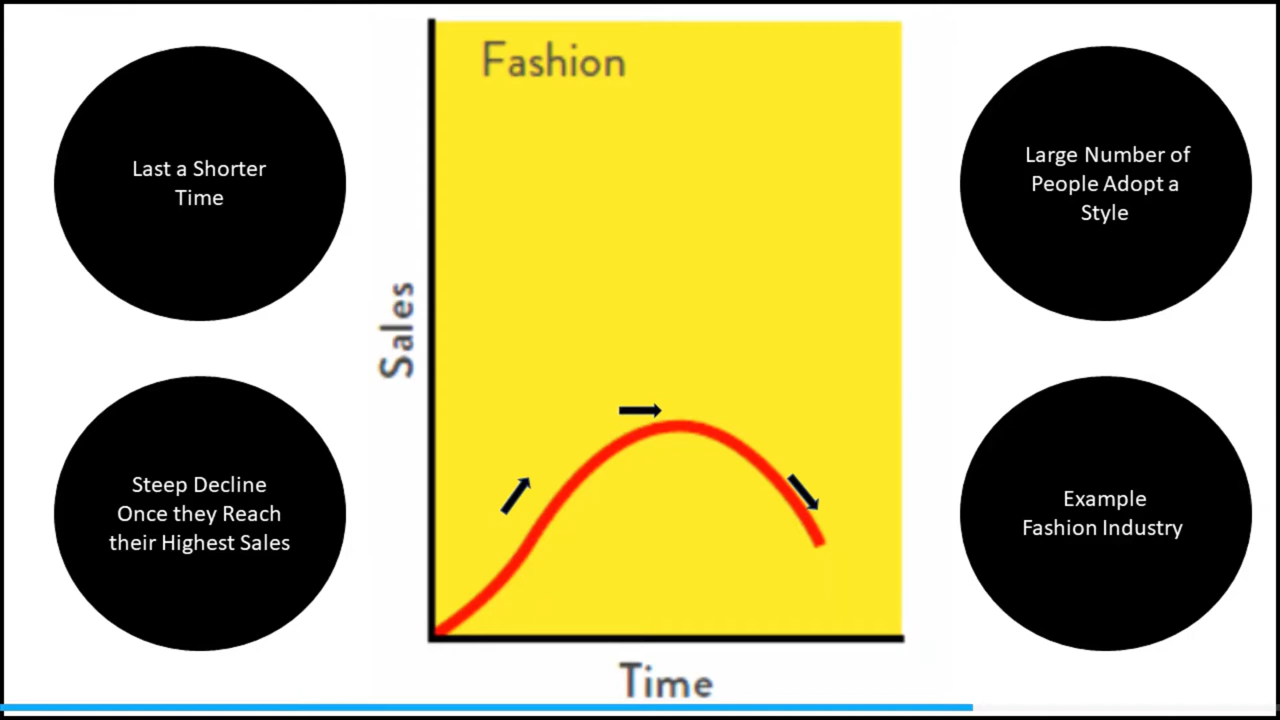 Last a Shorter
Time
Steep Decline
Once they Reach
their Highest Sales
Fashion
Sales
Time
Large Number of
People Adopt a
Style
Example
Fashion Industry